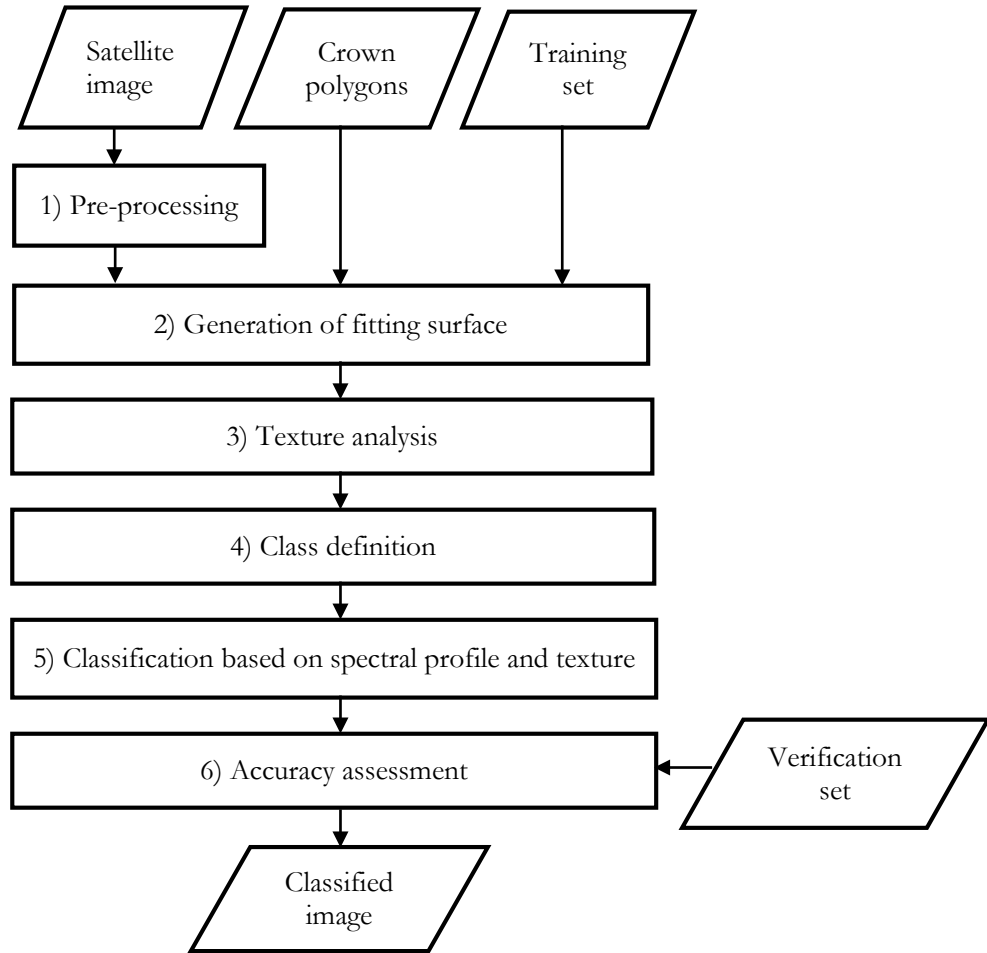 Satellite
image
Crown
polygons
Training
set
1) Pre-processing
2) Generation of fitting surface
3) Texture analysis
4) Class definition
5) Classification based on spectral profile and texture
6) Accuracy assessment
Verification
set
Classified
image